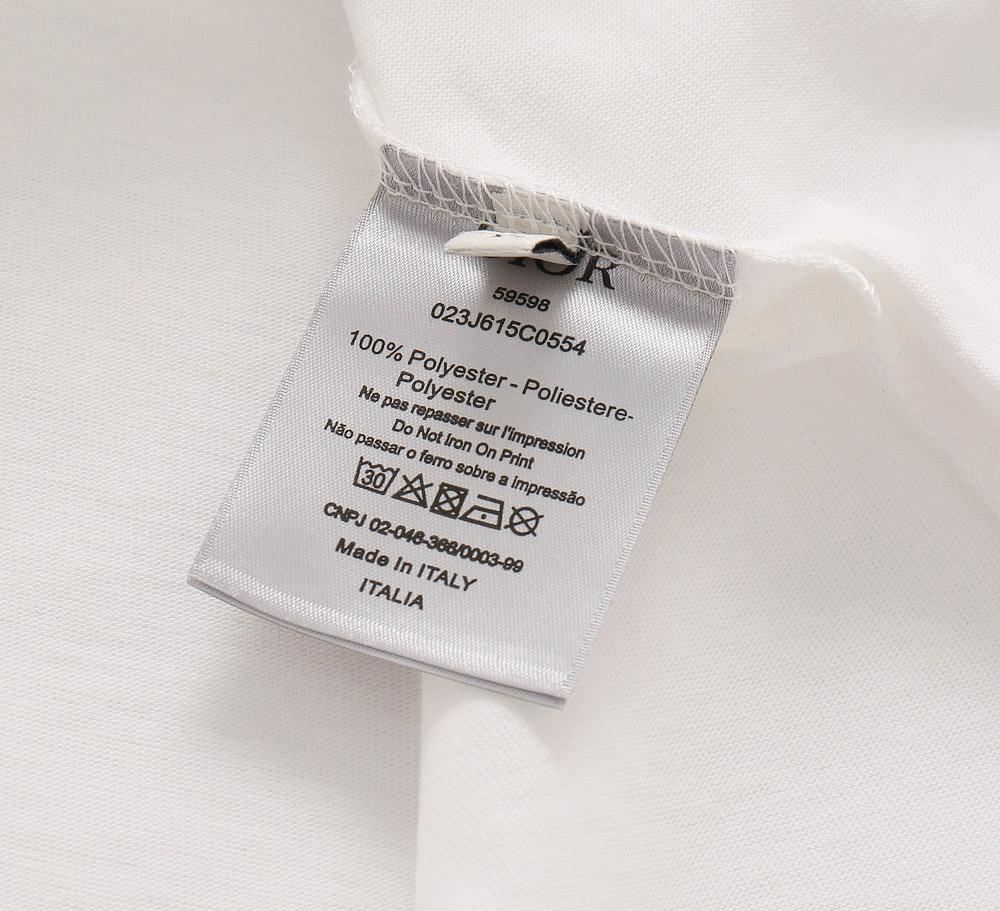 DIOR
59598
023J615C0554
100% Polyester - Poliestere-
Polyester
Ne pas repasser sur l'impression
Do Not Iron On Print
Não passar o ferro sobre a impressão
30
CNPJ 02-046-368/0003-99
Made In ITALY
ITALIA